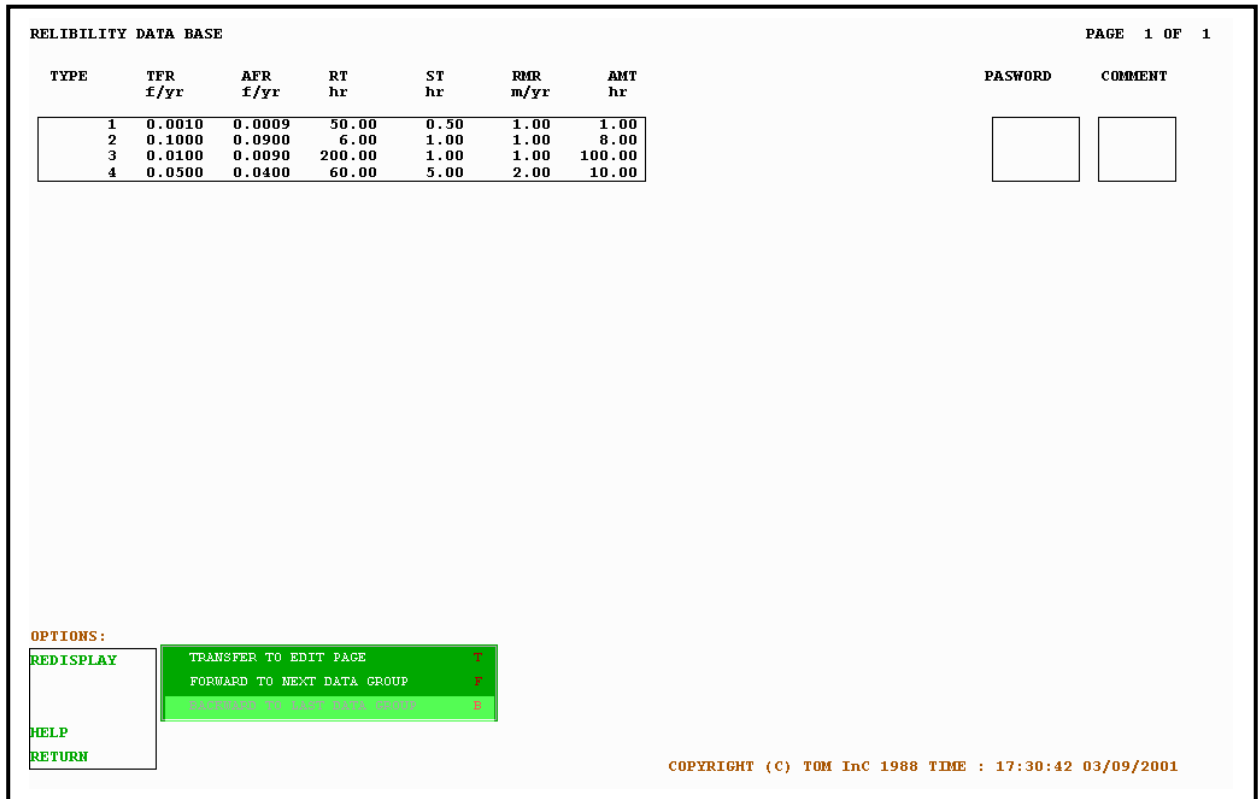 RELIBILITY DATA BASE PAGE 1 OF 1
TYPE TFR AFR RT ST RMR AMT PASWORD COMMENT
f/yr f/yr hr hr m/yr hr
1 0.0010 0.0009 50.00 0.50 1.00 1.00
2 0.1000 0.0900 6.00 1.00 1.00 8.00
3 0.0100 0.0090 200.00 1.00 1.00 100.00
4 0.0500 0.0400 60.00 5.00 2.00 10.00
OPTIONS:
REDISPLAY TRANSFER TO EDIT PAGE T
FORWARD TO NEXT DATA GROUP F
BACKWARD TO LAST DATA GROUP B
HELP
RETURN
COPYRIGHT (C) TOM InC 1988 TIME : 17:30:42 03/09/2001